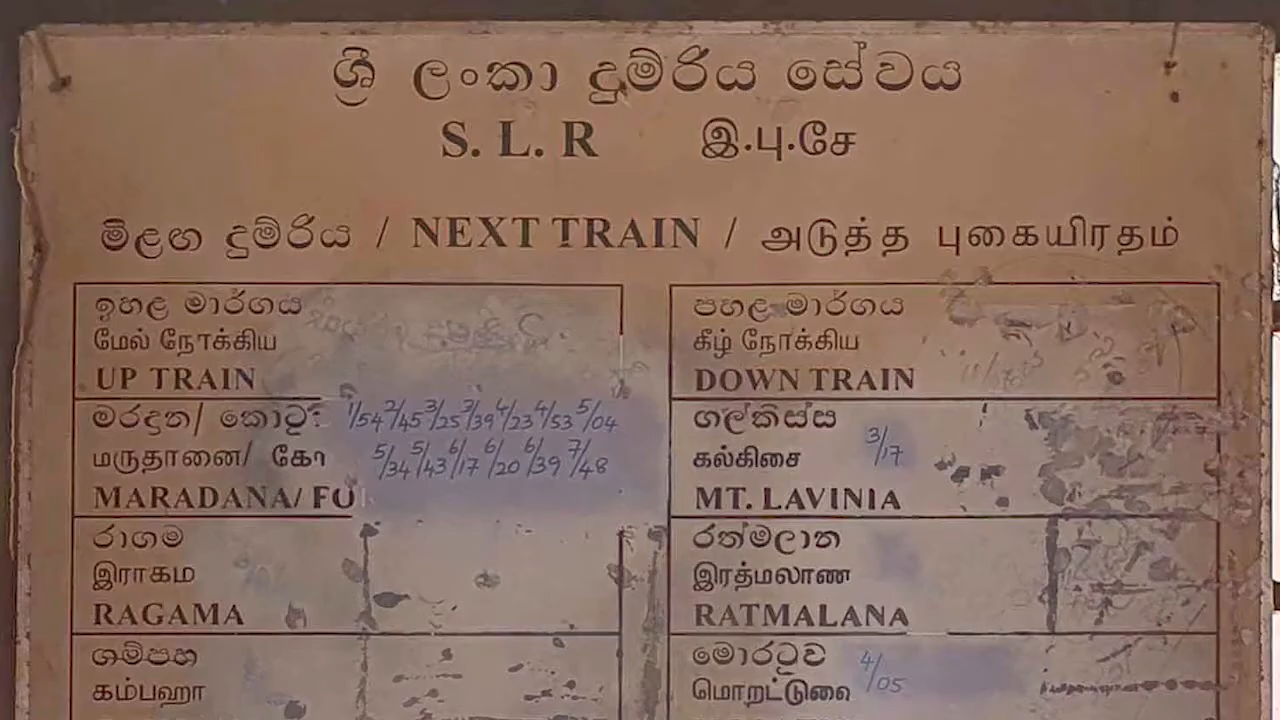 ශ්‍රී ලංකා දුම්රිය සේවය
S. L. R இ.பு.சே
මීළඟ දුම්රිය / NEXT TRAIN / அடுத்த புகையிரதம்
ඉහළ මාර්ගය
மேல் நோக்கிய
UP TRAIN
මරදාන/
மருதானை/ கோ
MARADANA/ FO
1/54 2/45 3/25 3/39 4/23 4/53 5/04
5/34 5/43 6/17 6/20 6/39 7/48
රාගම
இராகம
RAGAMA
ගම්පහ
கம்பஹா
පහළ මාර්ගය
கீழ் நோக்கிய
DOWN TRAIN
ගල්කිස්ස
கல்கிசை
MT. LAVINIA
3/17
රත්මලාන
இரத்மலாண
RATMALANA
මොරටුව
மொறட்டுவை
4/05